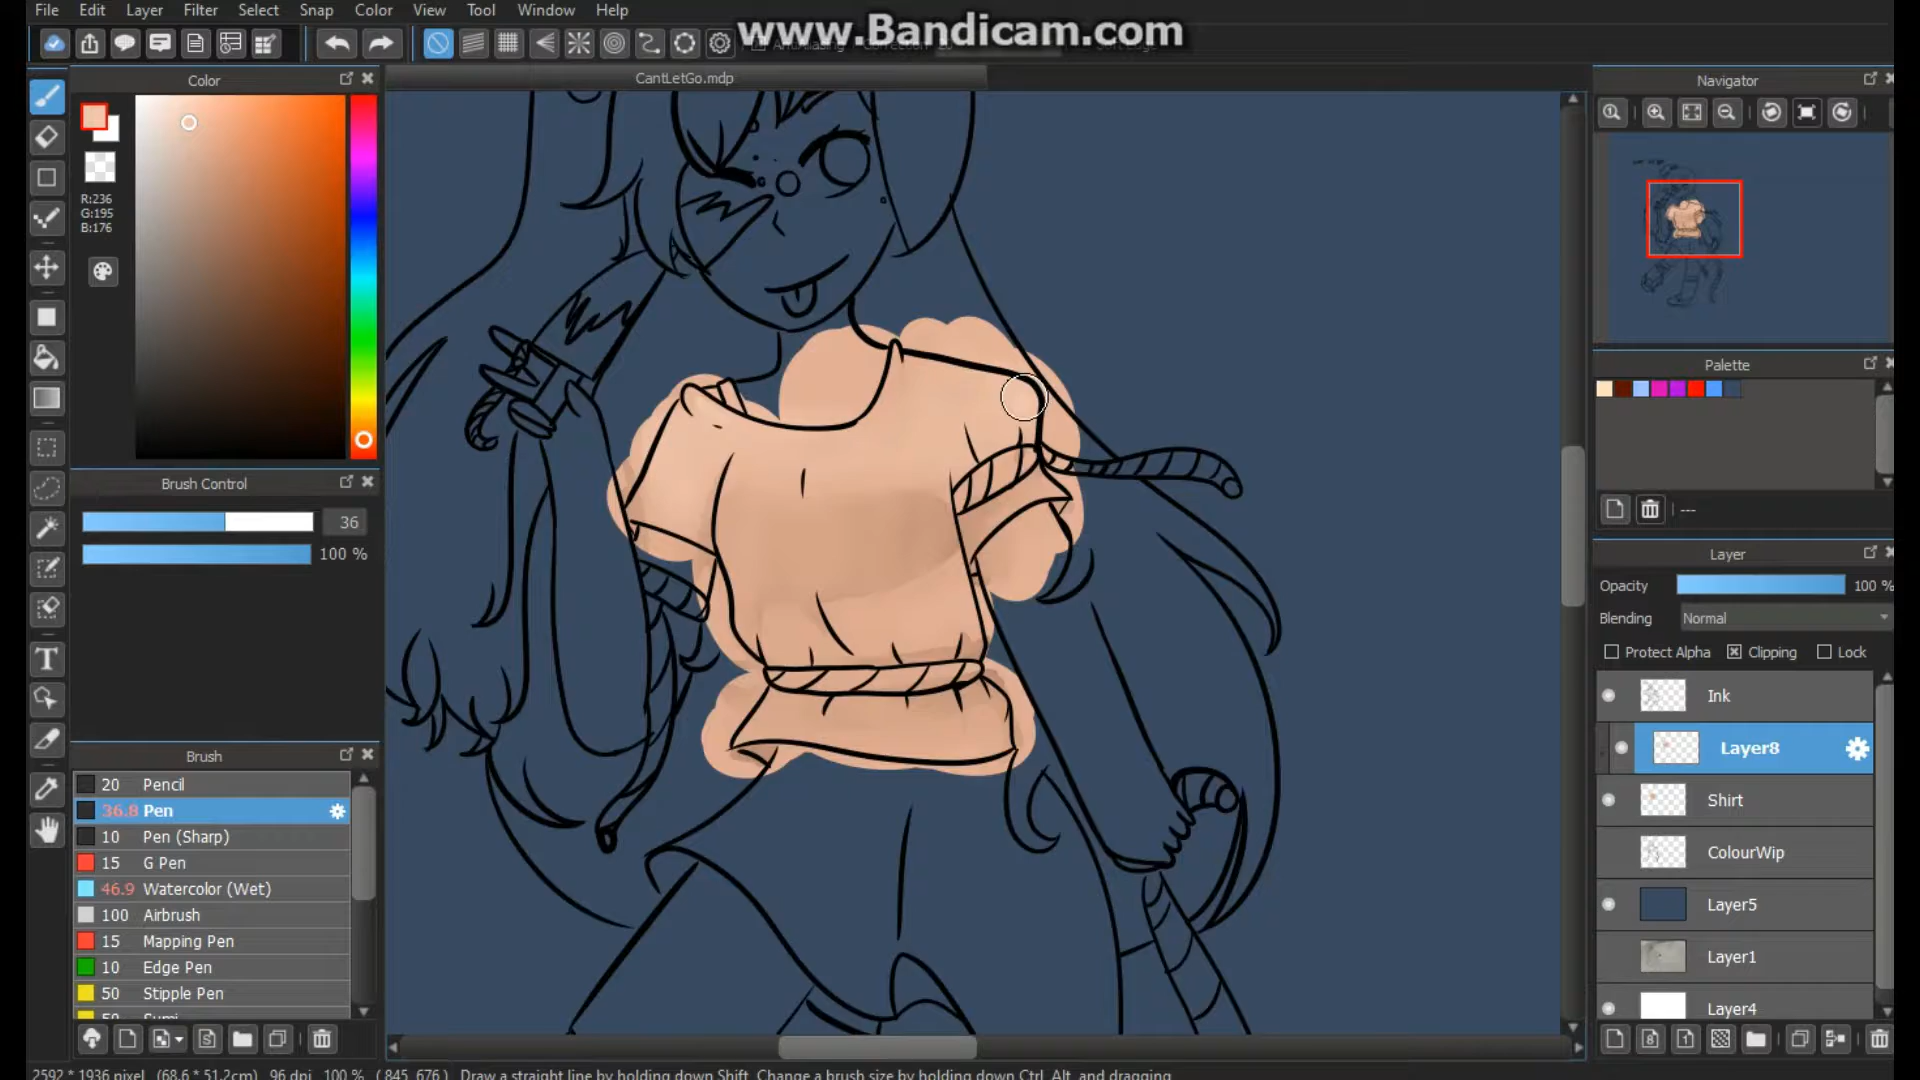 File Edit Layer Filter Select Snap Color View Tool Window Help
www.Bandicam.com
Color
CantLetGo.mdp
Navigator
R:236
G:195
B:176
Palette
---
Brush Control
36
100 %
Layer
Opacity 100 %
Blending Normal
Protect Alpha Clipping Lock
Ink
Layer8
Shirt
ColourWip
Layer5
Layer1
Layer4
Brush
20 Pencil
36.8 Pen
10 Pen (Sharp)
15 G Pen
46.9 Watercolor (Wet)
100 Airbrush
15 Mapping Pen
10 Edge Pen
50 Stipple Pen
50 Sumi
2592 * 1936 pixel (68.6 * 51.2cm) 96 dpi 100 % ( 845, 676 ) Draw a straight line by holding down Shift, Change a brush size by holding down Ctrl, Alt, and dragging